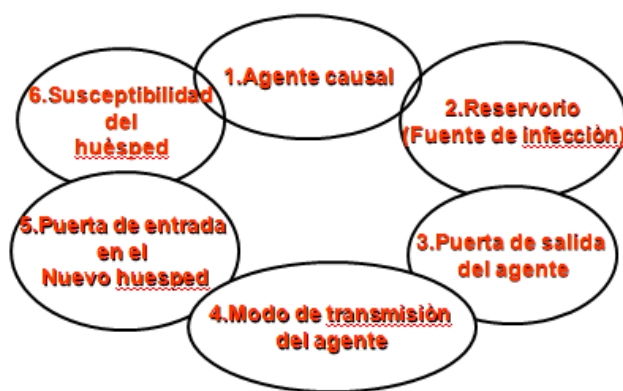 1.Agente causal
2.Reservorio
(Fuente de infecciòn)
3.Puerta de salida
del agente
4.Modo de transmisiòn
del agente
5.Puerta de entrada
en el
Nuevo huesped
6.Susceptibilidad
del
huèsped